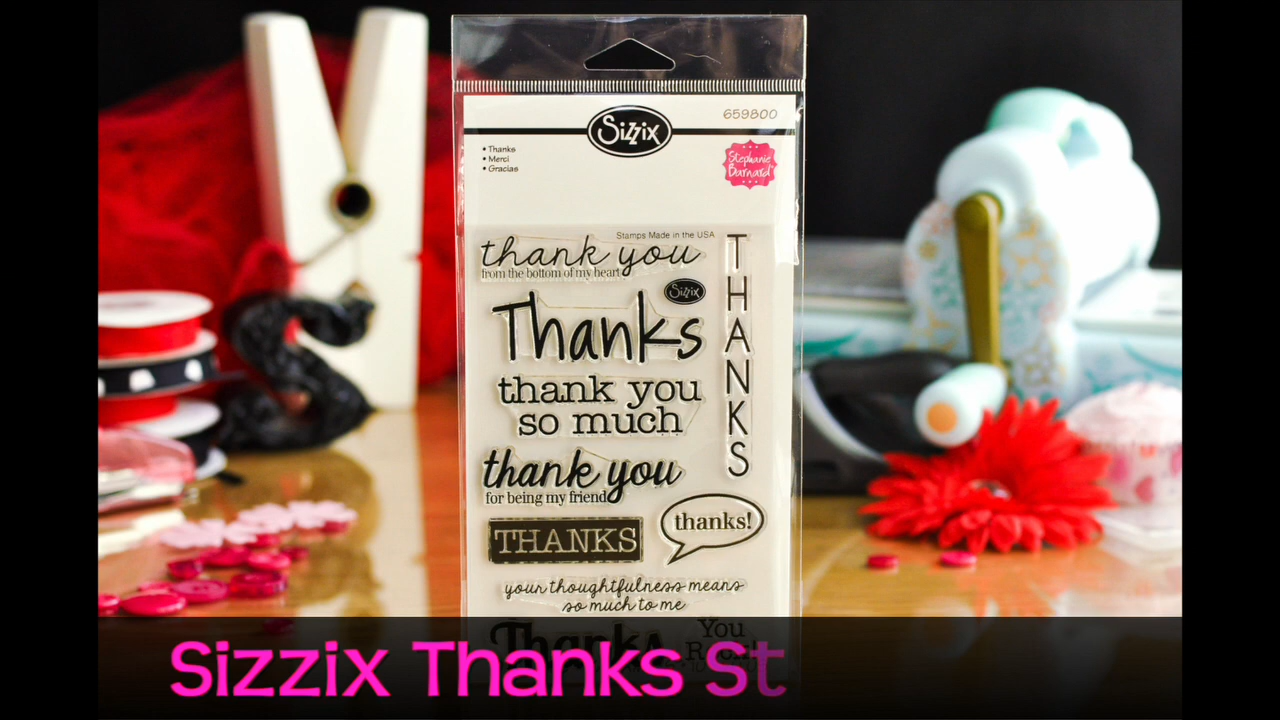 Sizzix
659800
• Thanks
• Merci
• Gracias
Stephanie
Barnard
Stamps Made in the USA
thank you
from the bottom of my heart
Sizzix
THANKS
Thanks
thank you
so much
thank you
for being my friend
THANKS
thanks!
your thoughtfulness means
so much to me
Thanks
You
Sizzix Thanks St